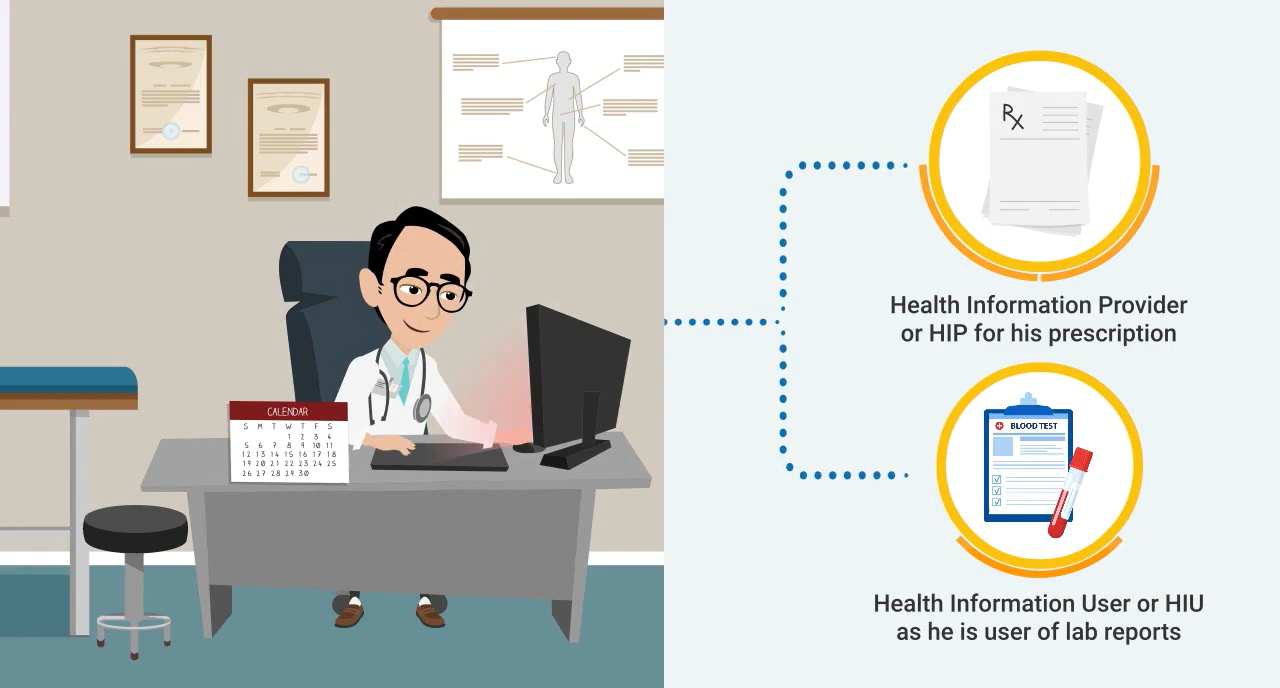 CALENDAR
S M T W T F S
1 2 3 4
5 6 7 8 9 10 11
12 13 14 15 16 17 18
19 20 21 22 23 24 25
26 27 28 29 30
Rx
Health Information Provider
or HIP for his prescription
BLOOD TEST
Health Information User or HIU
as he is user of lab reports